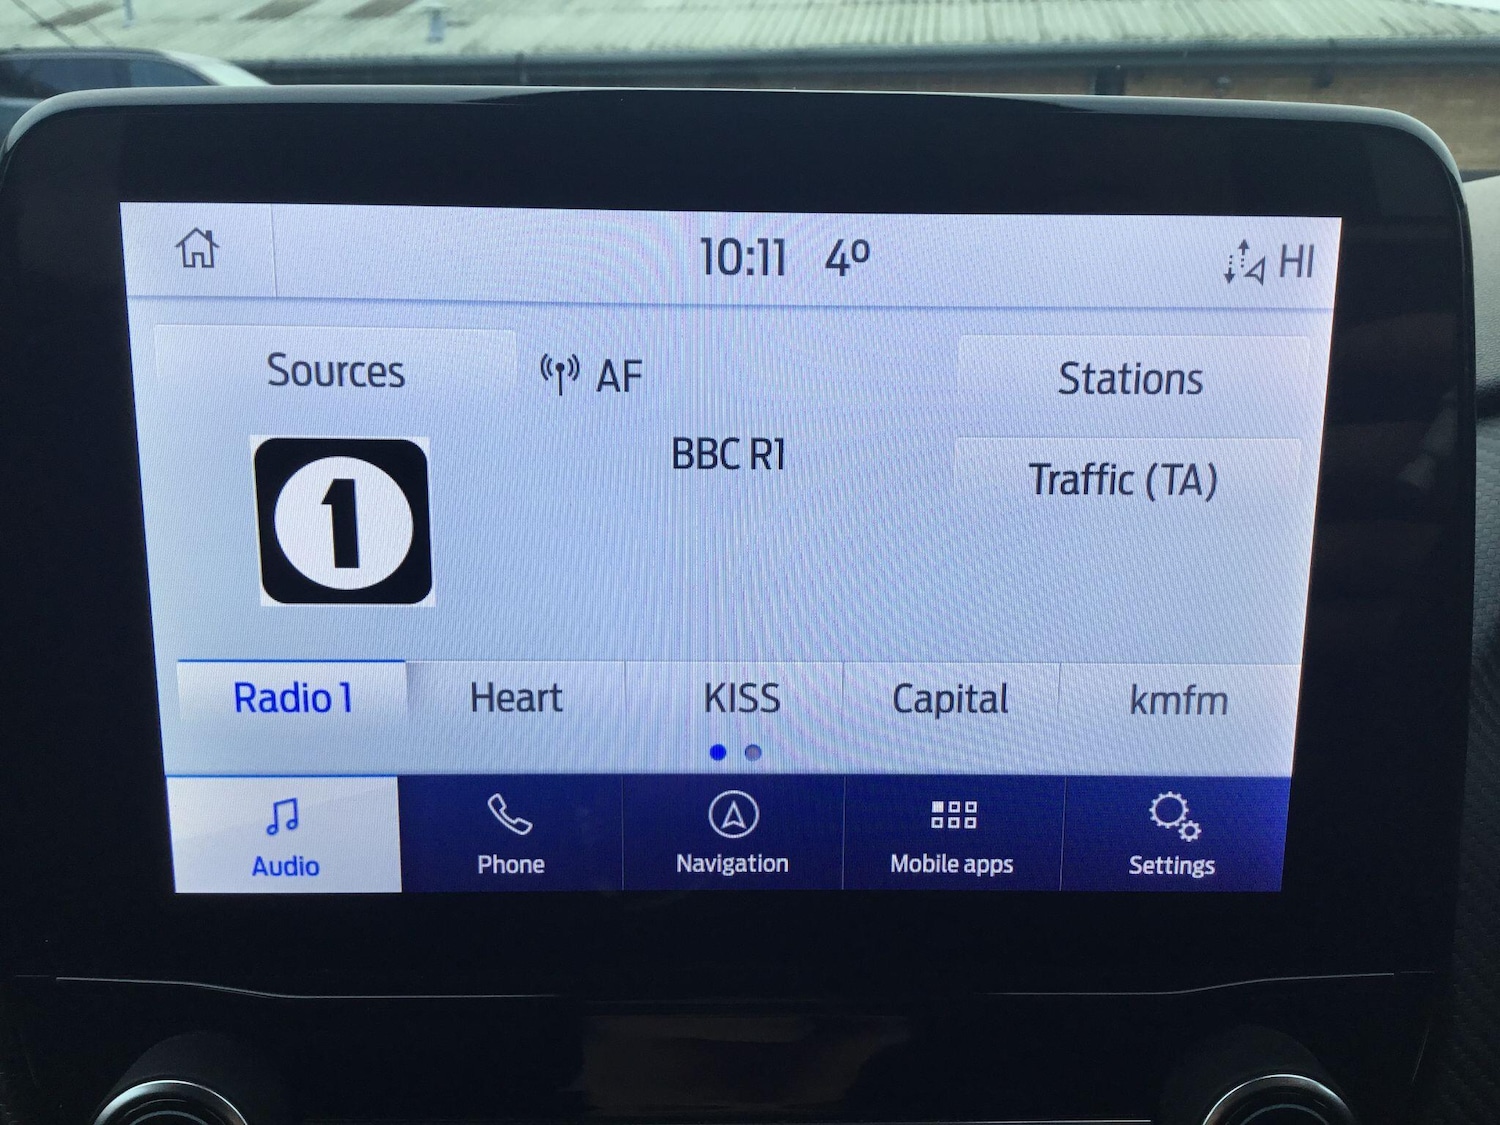 10:11 4°
HI
Sources
AF
Stations
BBC R1
Traffic (TA)
1
Radio 1
Heart
KISS
Capital
kmfm
Audio
Phone
Navigation
Mobile apps
Settings